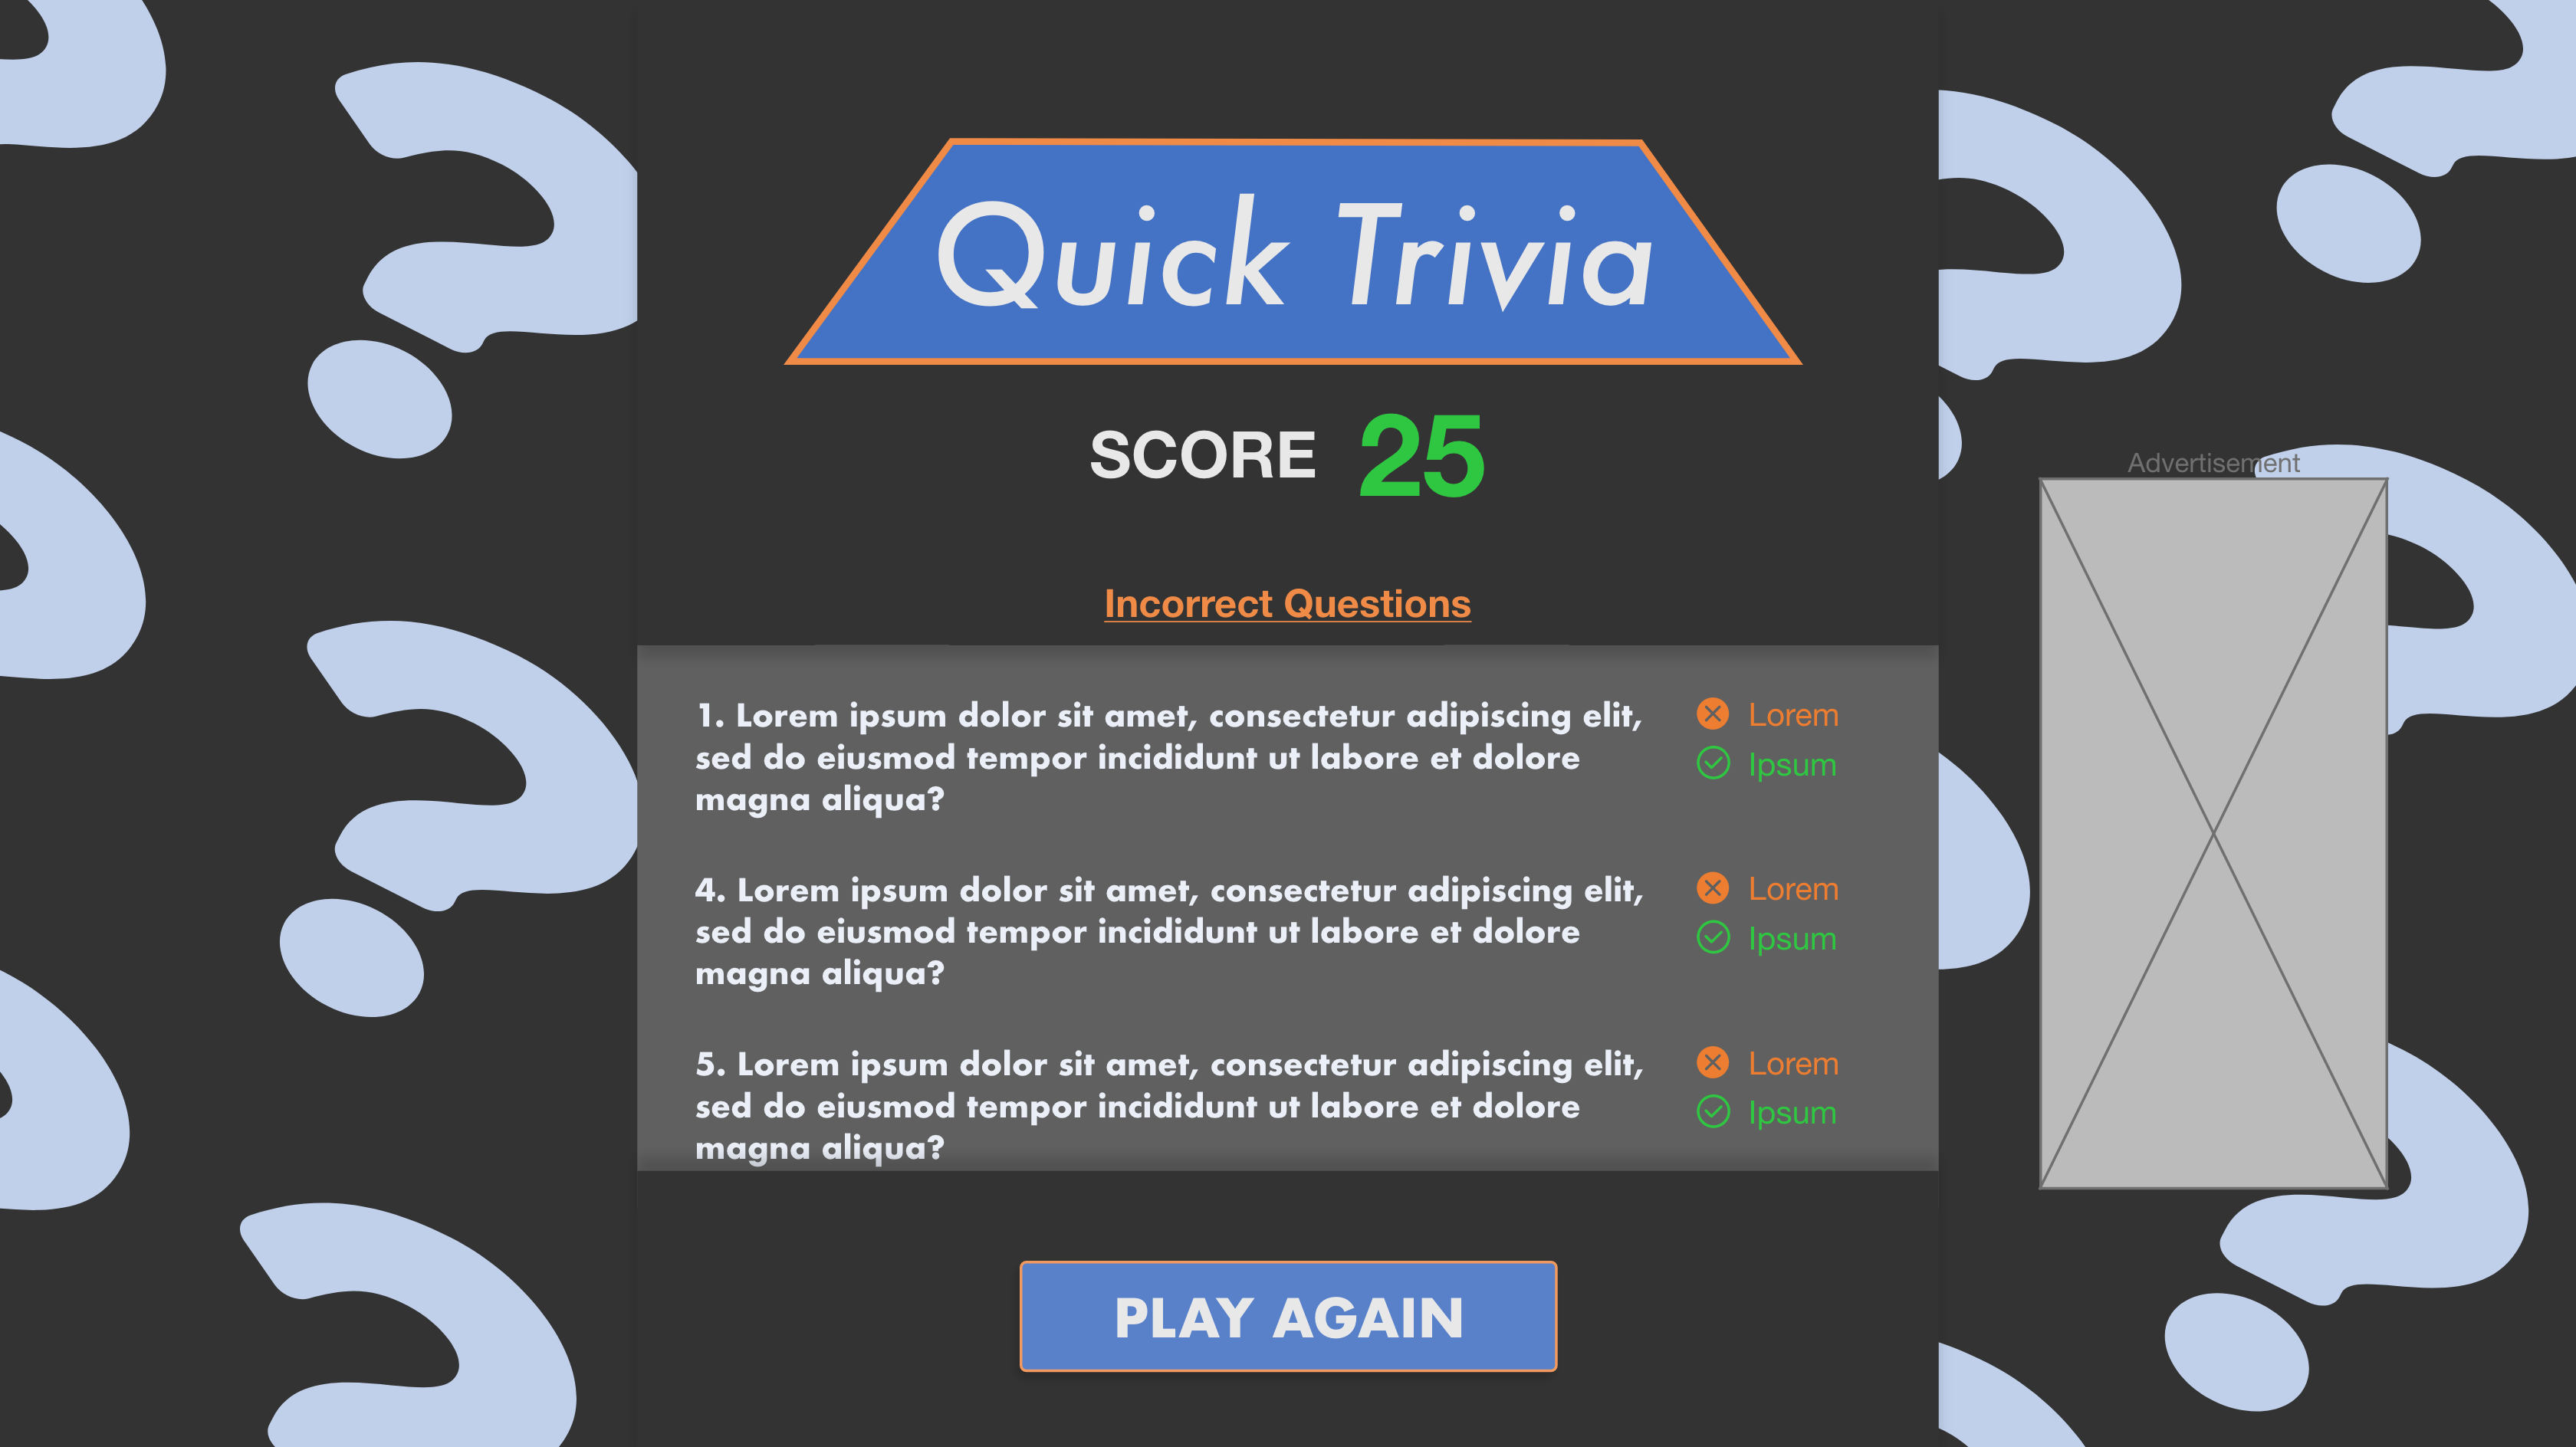 Quick Trivia
SCORE 25
Advertisement
Incorrect Questions
1. Lorem ipsum dolor sit amet, consectetur adipiscing elit,
sed do eiusmod tempor incididunt ut labore et dolore
magna aliqua?
Lorem
Ipsum
4. Lorem ipsum dolor sit amet, consectetur adipiscing elit,
sed do eiusmod tempor incididunt ut labore et dolore
magna aliqua?
Lorem
Ipsum
5. Lorem ipsum dolor sit amet, consectetur adipiscing elit,
sed do eiusmod tempor incididunt ut labore et dolore
magna aliqua?
Lorem
Ipsum
PLAY AGAIN